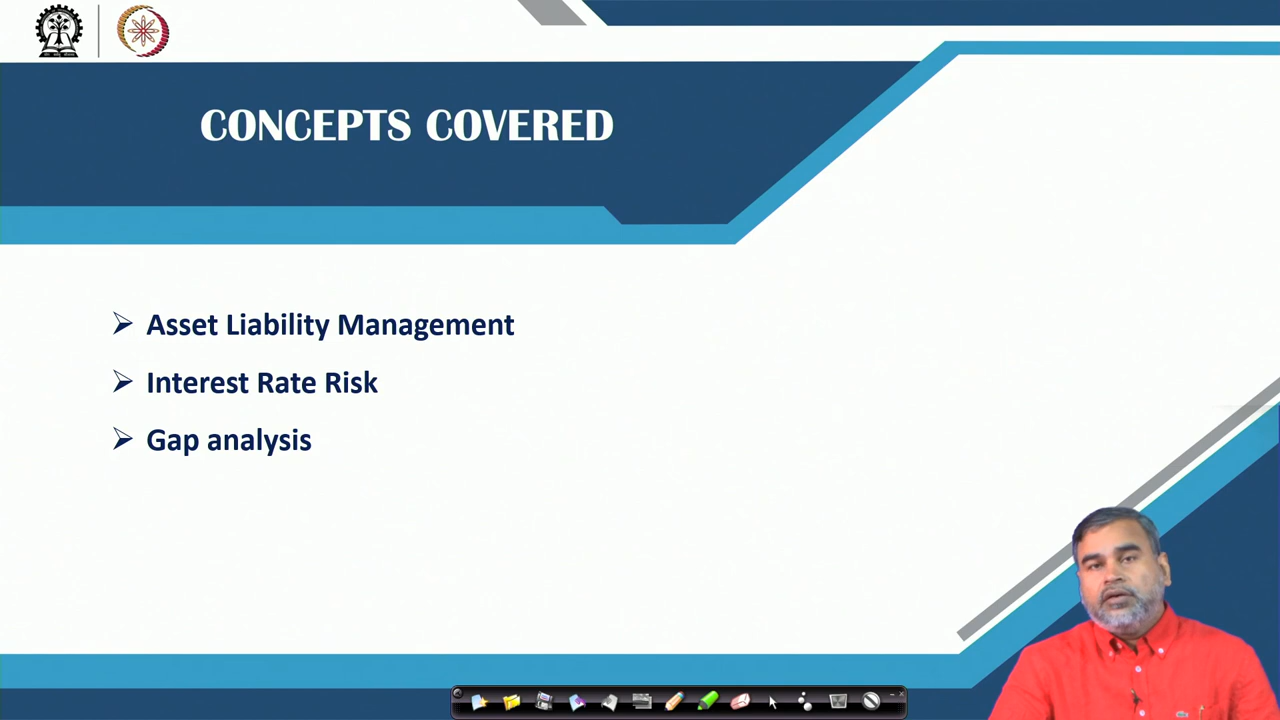 CONCEPTS COVERED
Asset Liability Management
Interest Rate Risk
Gap analysis